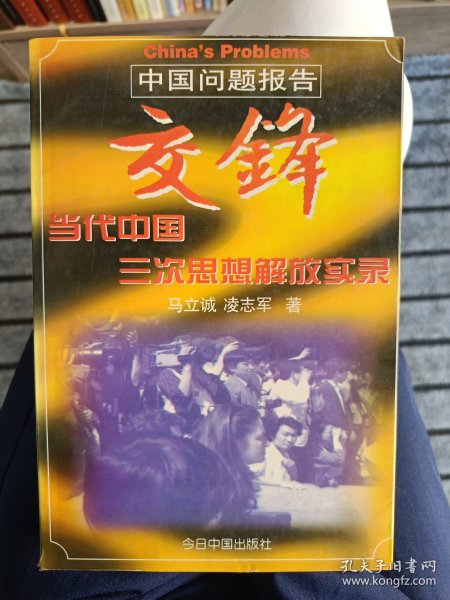 China's Problems
中国问题报告
交鋒
当代中国
三次思想解放实录
马立诚 凌志军 著
今日中国出版社
孔夫子旧书网
www.kongfz.com